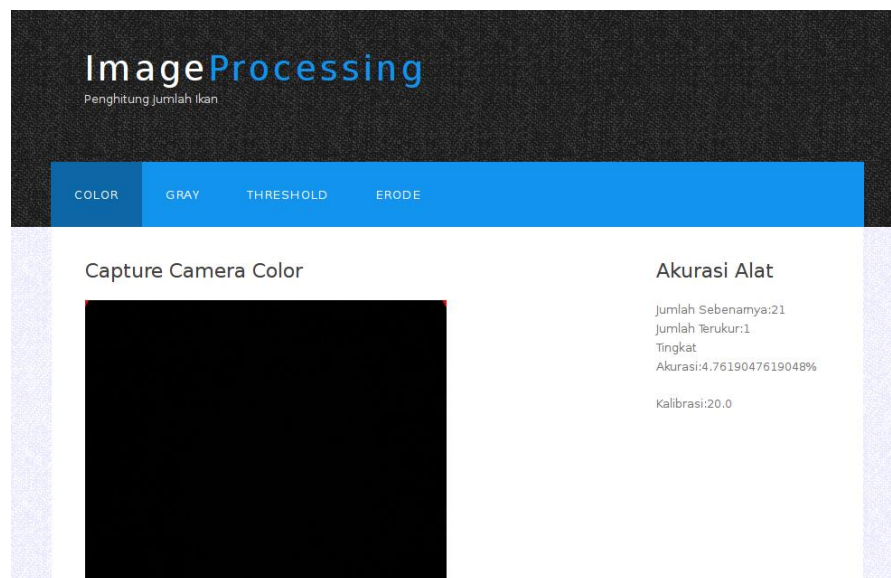 ImageProcessing
Penghitung Jumlah Ikan
COLOR GRAY THRESHOLD ERODE
Capture Camera Color
Akurasi Alat
Jumlah Sebenarnya:21
Jumlah Terukur:1
Tingkat
Akurasi:4.7619047619048%
Kalibrasi:20.0